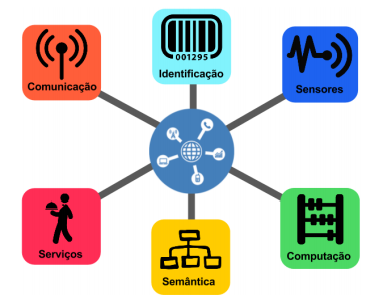 Comunicação
001295
Identificação
Sensores
Serviços
Semântica
Computação